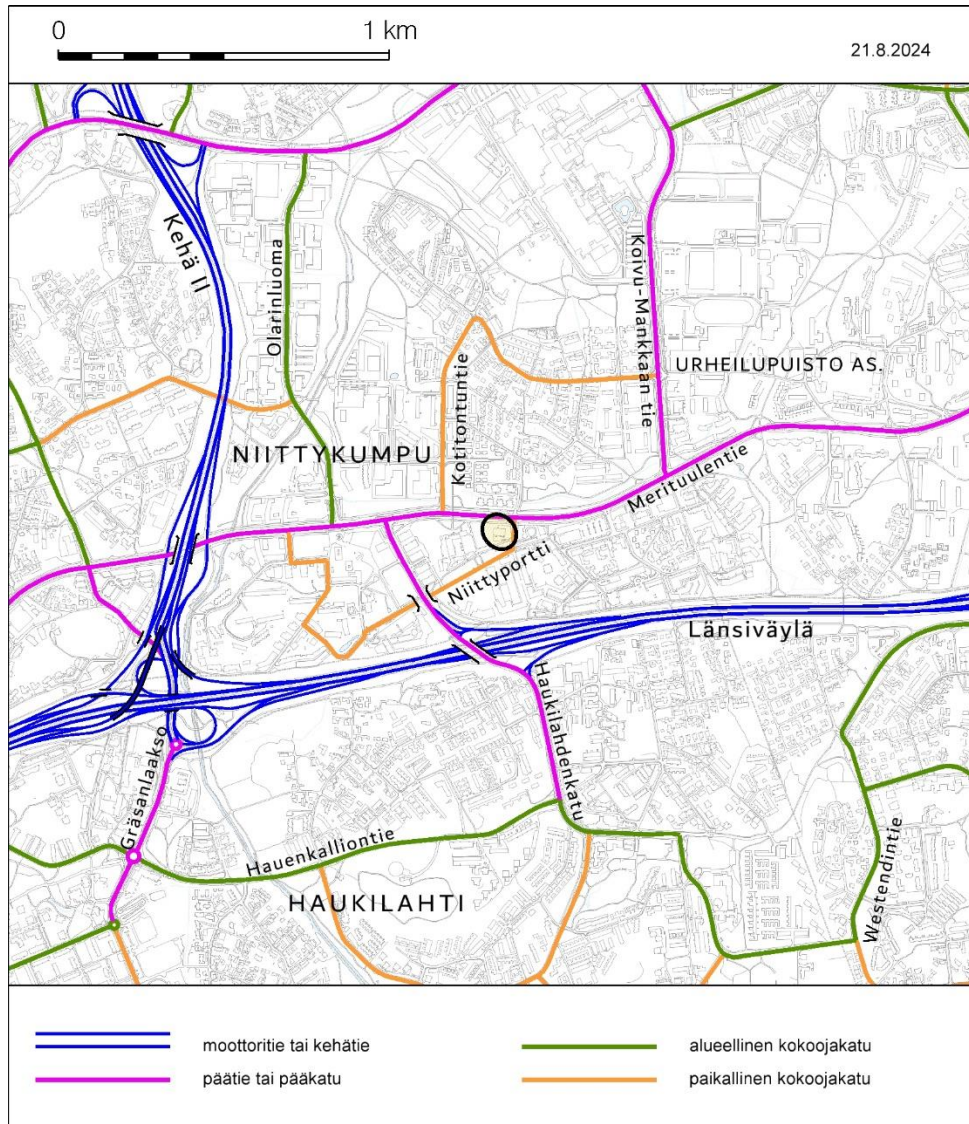 0
1 km
21.8.2024
Kehä II
Olarinluoma
Koivu-Mankkaan tie
URHEILUPUISTO AS.
NIITTYKUMPU
Kotitontuntie
Merituulentie
Niittyportti
Länsiväylä
Haukilahdenkatu
Gräsanlaakso
Hauenkalliontie
HAUKILAHTI
Westendintie
moottoritie tai kehätie
päätie tai pääkatu
alueellinen kokoojakatu
paikallinen kokoojakatu